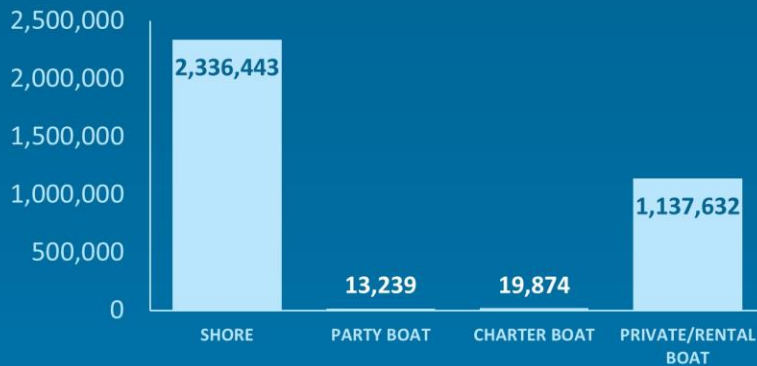 2,500,000
2,000,000
1,500,000
1,000,000
500,000
0
2,336,443
13,239
19,874
1,137,632
SHORE
PARTY BOAT
CHARTER BOAT
PRIVATE/RENTAL
BOAT